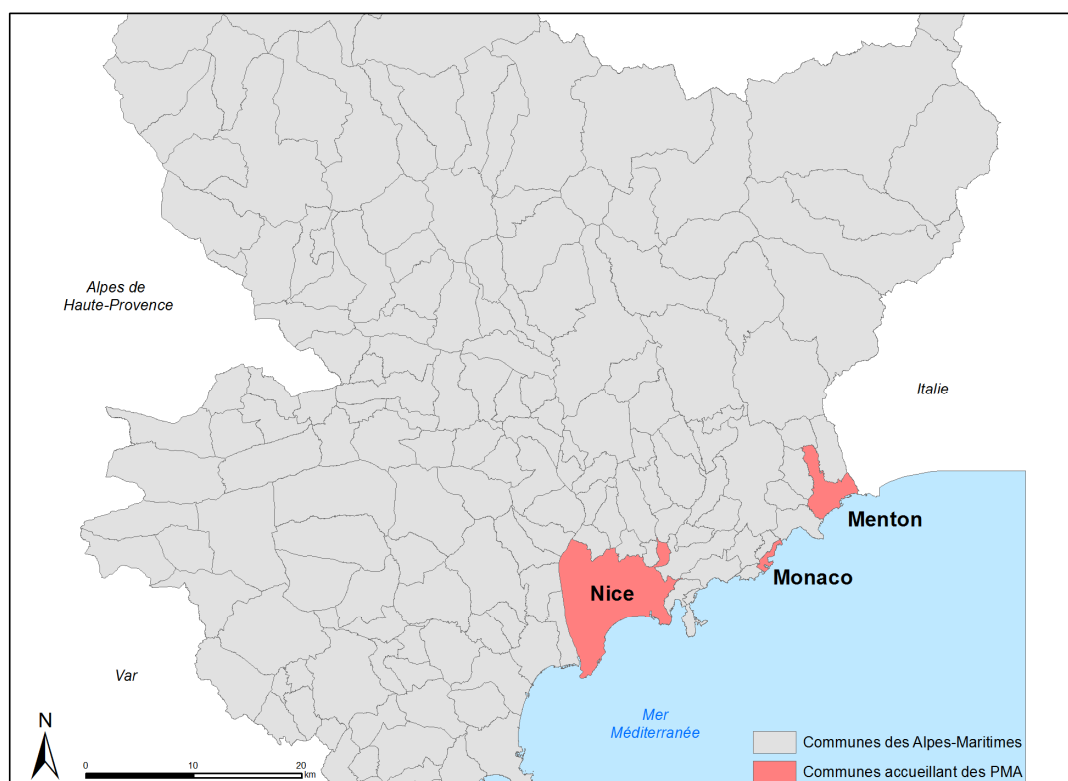 Alpes de
Haute-Provence
Italie
Menton
Monaco
Nice
Var
Mer
Méditerranée
N
0 10 20
km
Communes des Alpes-Maritimes
Communes accueillant des PMA